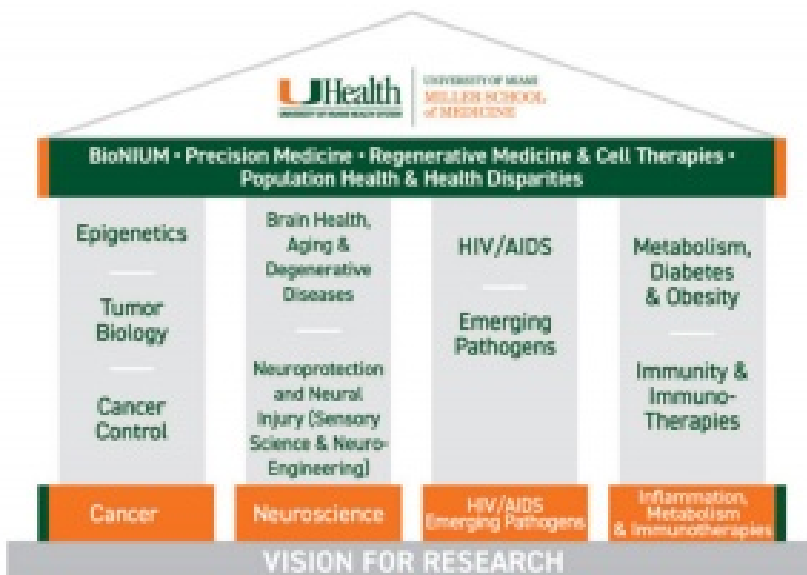 UHealth
UNIVERSITY OF MIAMI HEALTH SYSTEM
UNIVERSITY OF MIAMI
MILLER SCHOOL
of MEDICINE
BioNIUM • Precision Medicine • Regenerative Medicine & Cell Therapies •
Population Health & Health Disparities
Epigenetics
Tumor
Biology
Cancer
Control
Brain Health,
Aging &
Degenerative
Diseases
Neuroprotection
and Neural
Injury (Sensory
Science & Neuro-
Engineering)
HIV/AIDS
Emerging
Pathogens
Metabolism,
Diabetes
& Obesity
Immunity &
Immuno-
Therapies
Cancer
Neuroscience
HIV/AIDS
Emerging Pathogens
Inflammation,
Metabolism
& Immunotherapies
VISION FOR RESEARCH